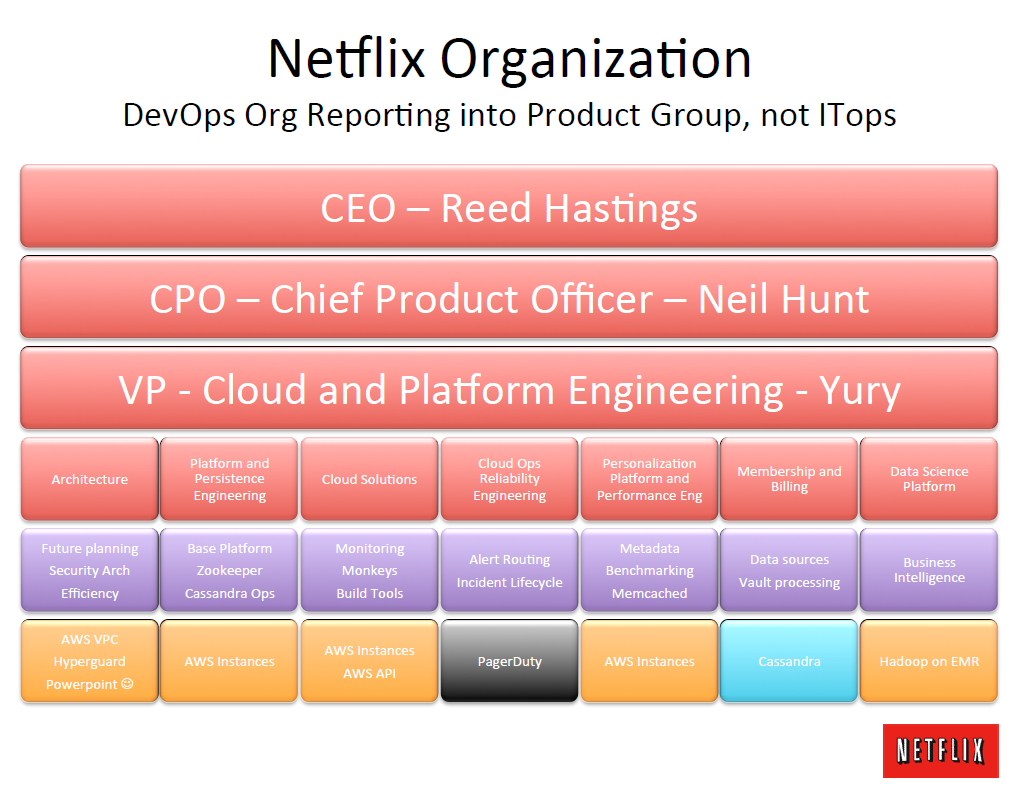 Netflix Organization
DevOps Org Reporting into Product Group, not ITops
CEO – Reed Hastings
CPO – Chief Product Officer – Neil Hunt
VP - Cloud and Platform Engineering - Yury
Architecture
Platform and
Persistence
Engineering
Cloud Solutions
Cloud Ops
Reliability
Engineering
Personalization
Platform and
Performance Eng
Membership and
Billing
Data Science
Platform
Future planning
Security Arch
Efficiency
Base Platform
Zookeeper
Cassandra Ops
Monitoring
Monkeys
Build Tools
Alert Routing
Incident Lifecycle
Metadata
Benchmarking
Memcached
Data sources
Vault processing
Business
Intelligence
AWS VPC
Hyperguard
Powerpoint ☺
AWS Instances
AWS Instances
AWS API
PagerDuty
AWS Instances
Cassandra
Hadoop on EMR
NETFLIX